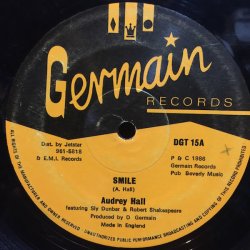 Germain
RECORDS
Dist. by Jetstar
961-5818
& E.M.I. Records
DGT 15A
P & C 1986
Germain Records
Pub Beverly Music
SMILE
(A. Hall)
Audrey Hall
featuring Sly Dunbar & Robert Shakespeare
Produced by D Germain
Made in England
ALL RIGHTS OF THE MANUFACTURER AND OWNER RESERVED
UNAUTHORIZED PUBLIC PERFORMANCE BROADCASTING AND COPYING OF THIS RECORD PROHIBITED